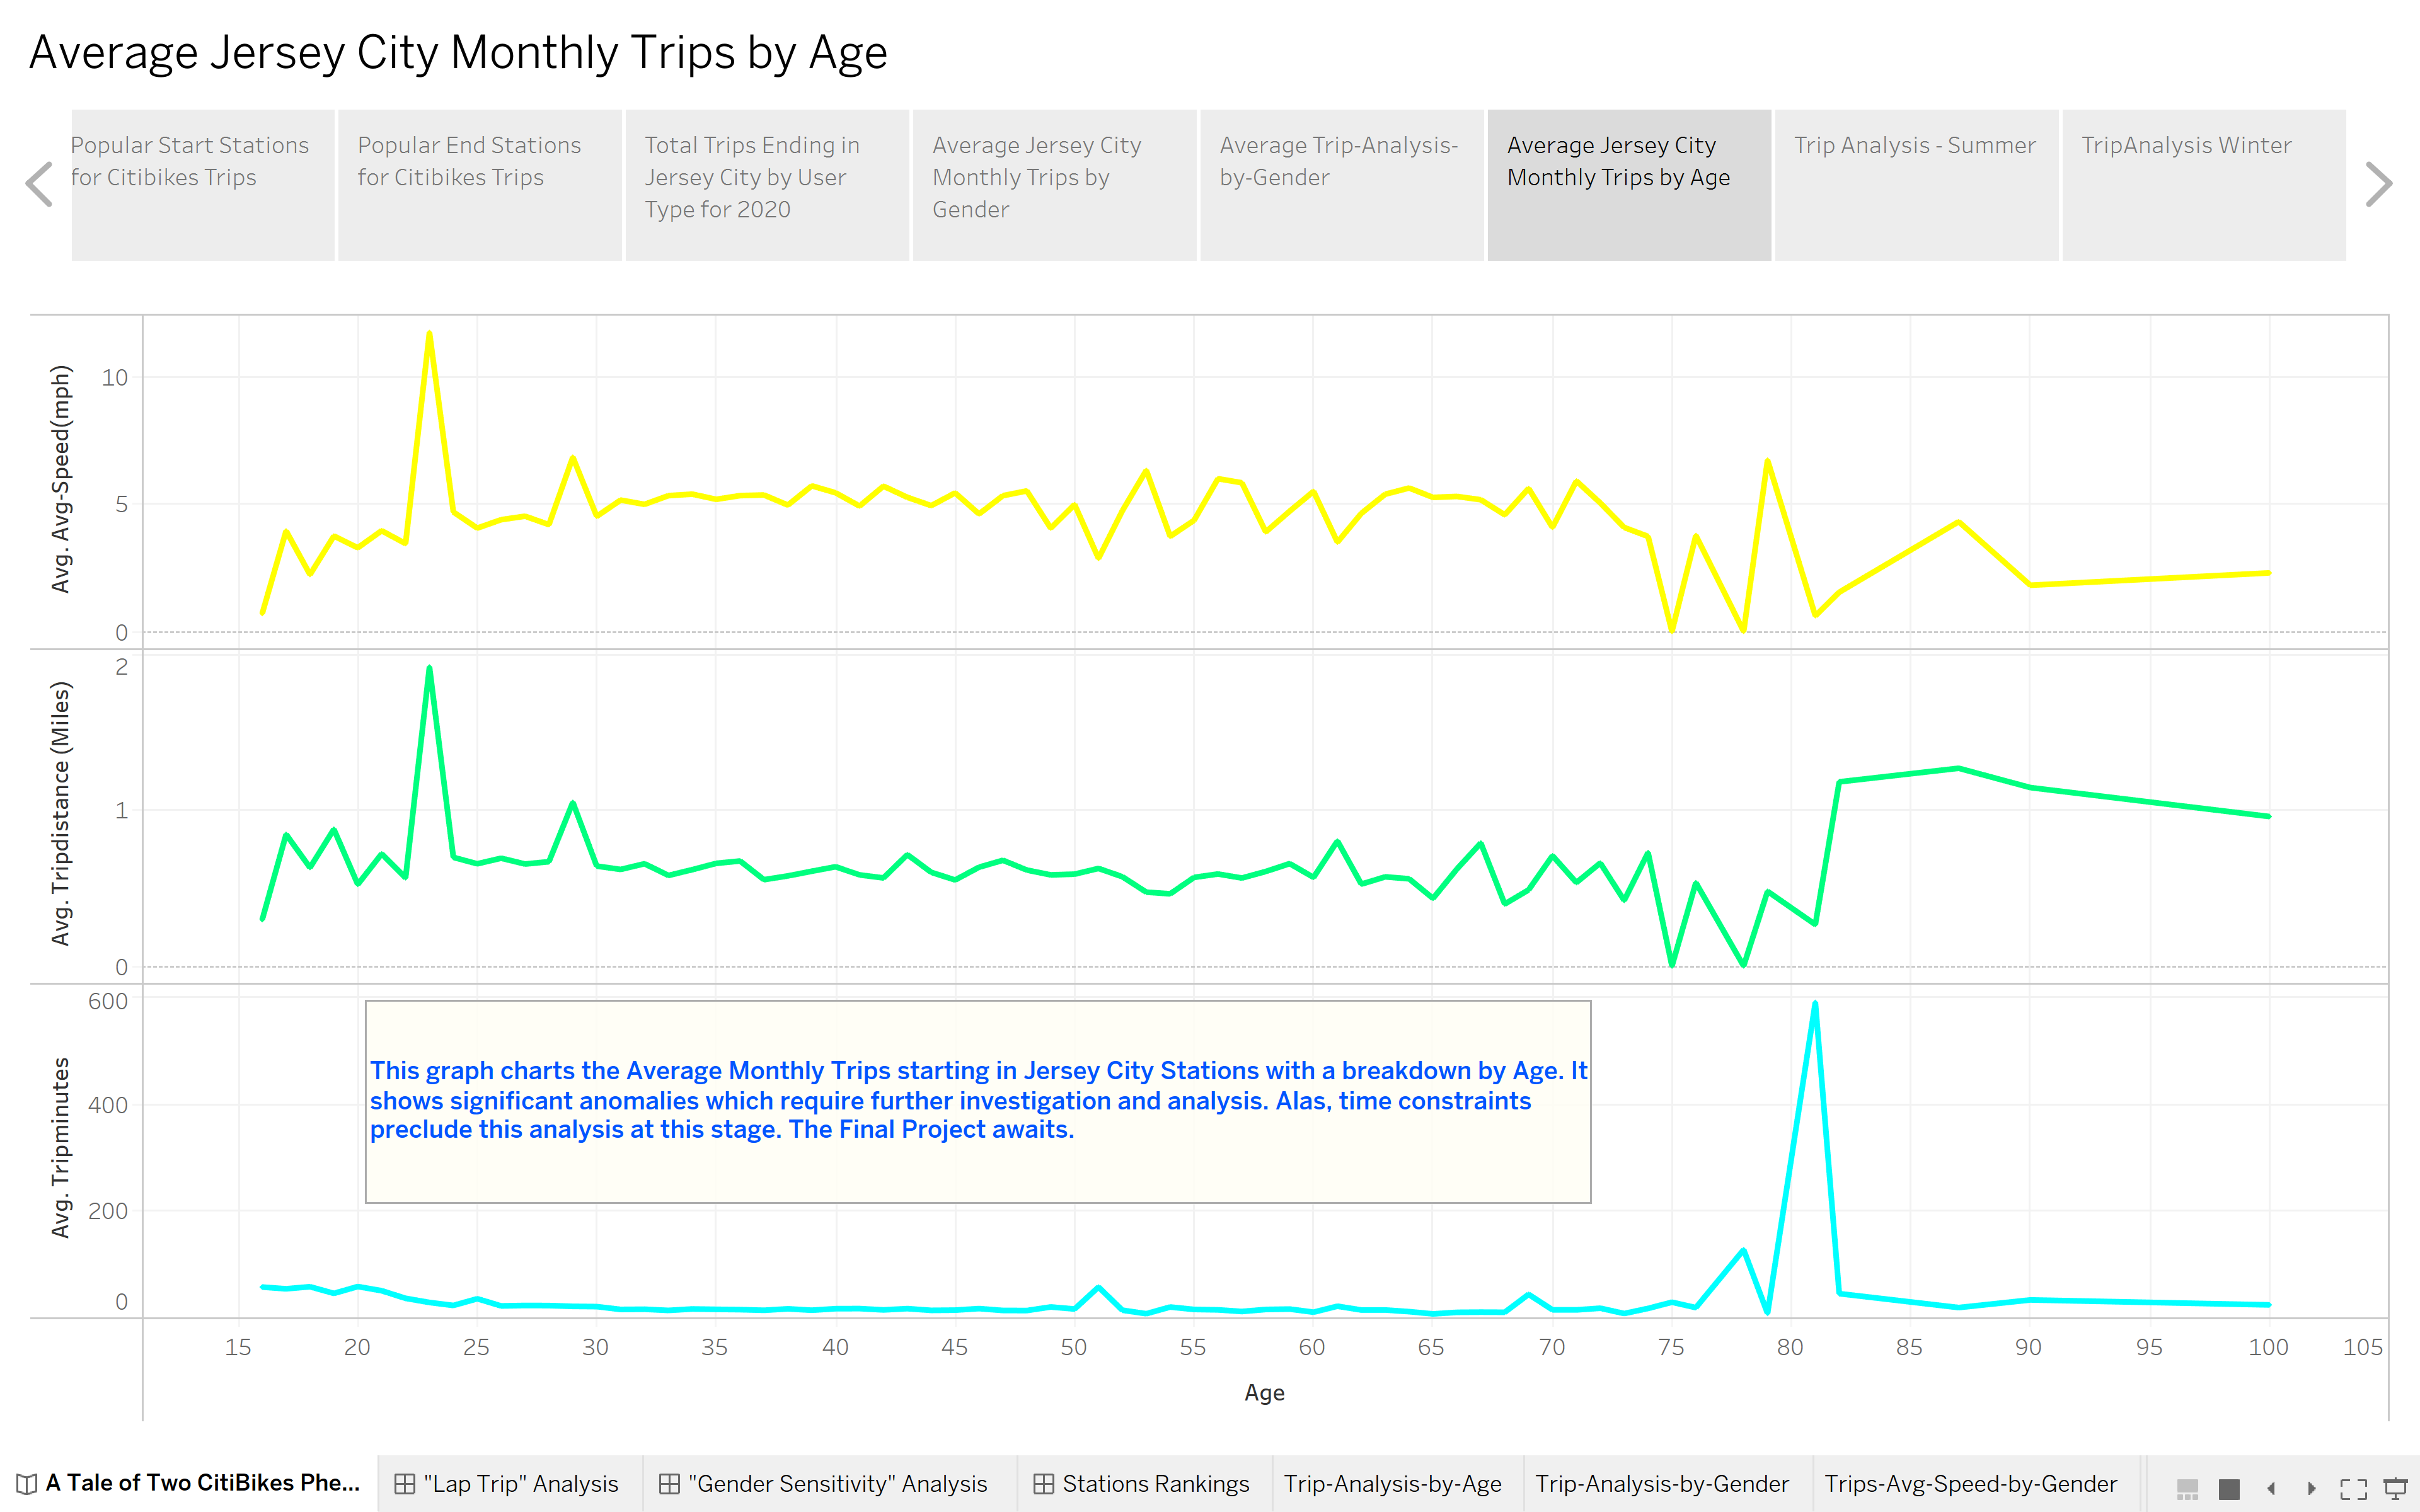 Average Jersey City Monthly Trips by Age
Popular Start Stations
for Citibikes Trips
Popular End Stations
for Citibikes Trips
Total Trips Ending in
Jersey City by User
Type for 2020
Average Jersey City
Monthly Trips by
Gender
Average Trip-Analysis-
by-Gender
Average Jersey City
Monthly Trips by Age
Trip Analysis - Summer
TripAnalysis Winter
Avg. Avg-Speed(mph)
10
5
0
Avg. Tripdistance (Miles)
2
1
0
Avg. Tripminutes
600
400
200
0
This graph charts the Average Monthly Trips starting in Jersey City Stations with a breakdown by Age. It
shows significant anomalies which require further investigation and analysis. Alas, time constraints
preclude this analysis at this stage. The Final Project awaits.
15 20 25 30 35 40 45 50 55 60 65 70 75 80 85 90 95 100 105
Age
A Tale of Two CitiBikes Phe...
"Lap Trip" Analysis
"Gender Sensitivity" Analysis
Stations Rankings
Trip-Analysis-by-Age
Trip-Analysis-by-Gender
Trips-Avg-Speed-by-Gender